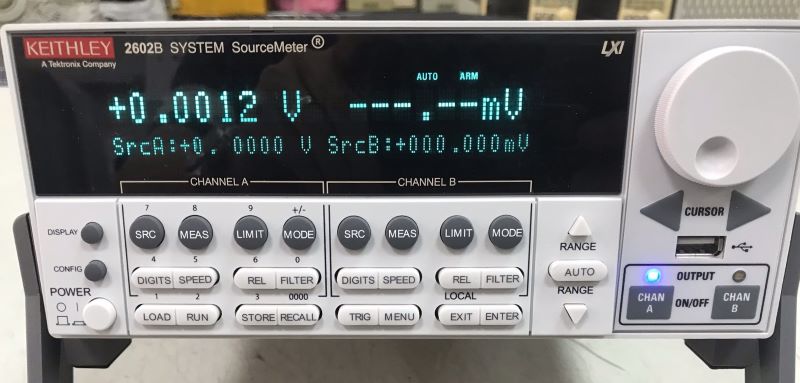 KEITHLEY 2602B SYSTEM SourceMeter® LXI
A Tektronix Company
AUTO ARM
+0.0012 V ---.--mV
SrcA:+0. 0000 V SrcB:+000.000mV
CHANNEL A CHANNEL B
7 8 9 +/-
DISPLAY SRC MEAS LIMIT MODE SRC MEAS LIMIT MODE
CURSOR
RANGE
4 5 6 0
CONFIG DIGITS SPEED REL FILTER DIGITS SPEED REL FILTER
AUTO
OUTPUT
POWER
RANGE
1 2 3 0000 LOCAL
LOAD RUN STORE RECALL TRIG MENU EXIT ENTER
CHAN A ON/OFF CHAN B